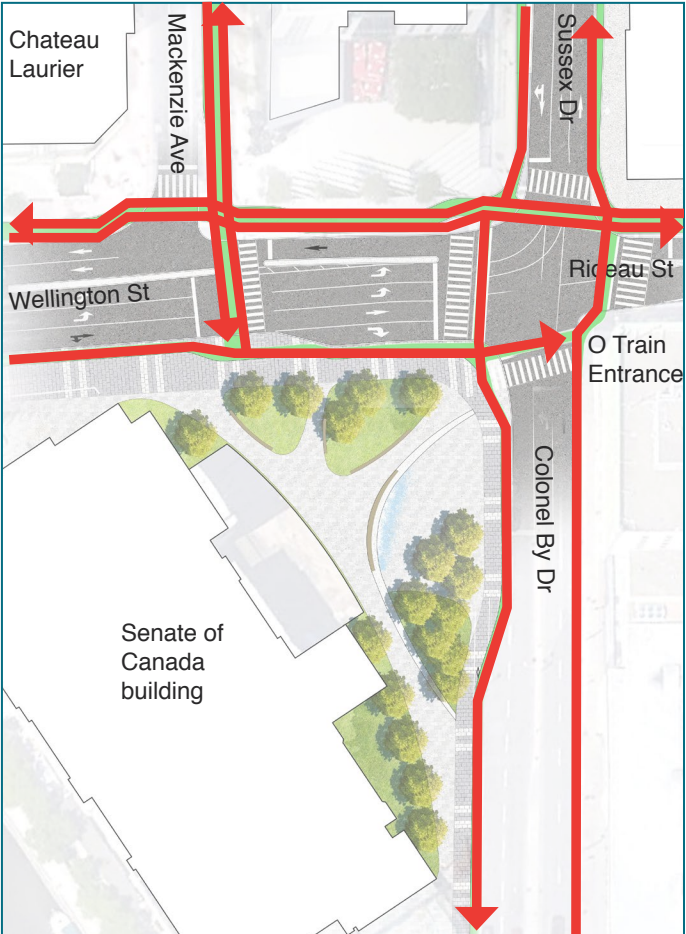 Chateau
Laurier
Mackenzie Ave
Sussex Dr
Wellington St
Rideau St
O Train
Entrance
Colonel By Dr
Senate of
Canada
building